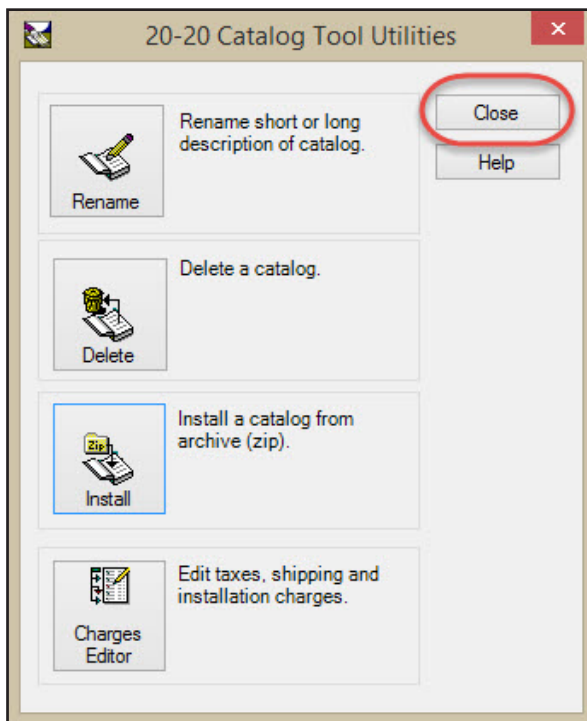 20-20 Catalog Tool Utilities
x
Close
Help
Rename short or long
description of catalog.
Rename
Delete a catalog.
Delete
Install a catalog from
archive (zip).
Zip
Install
Edit taxes, shipping and
installation charges.
Charges
Editor